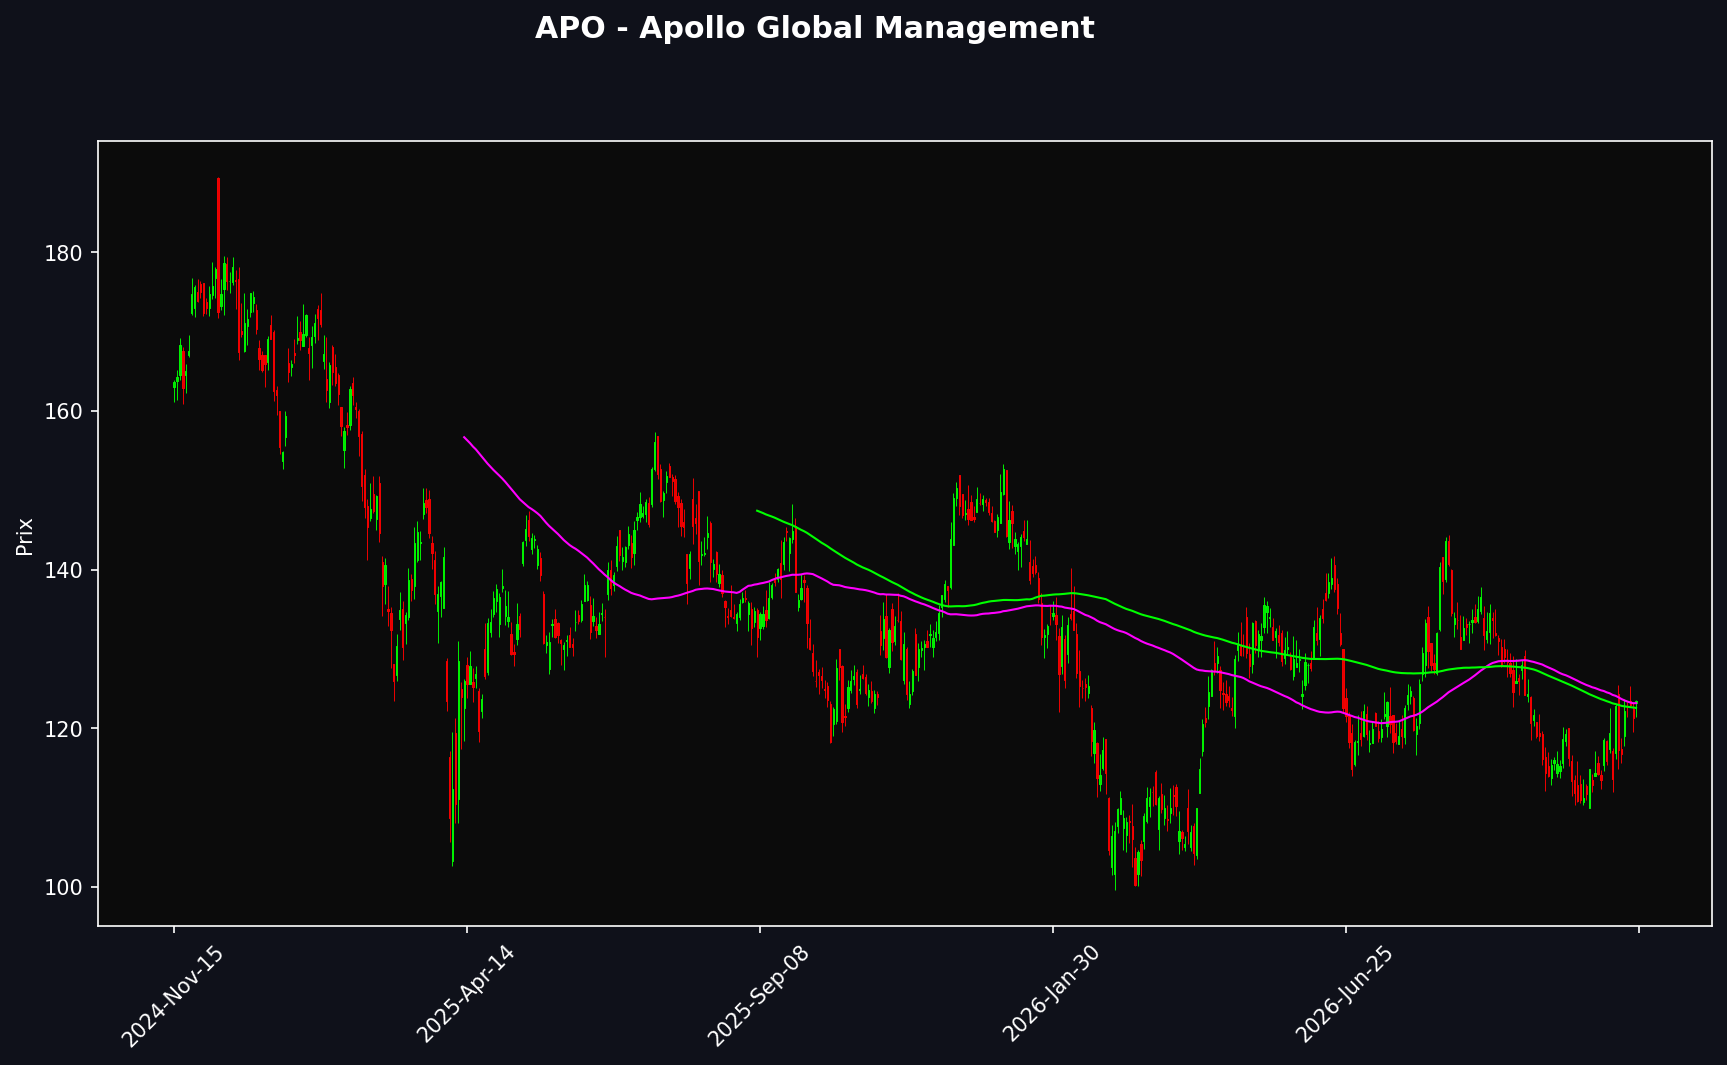 APO - Apollo Global Management
Prix
180
160
140
120
100
2024-Nov-15
2025-Apr-14
2025-Sep-08
2026-Jan-30
2026-Jun-25